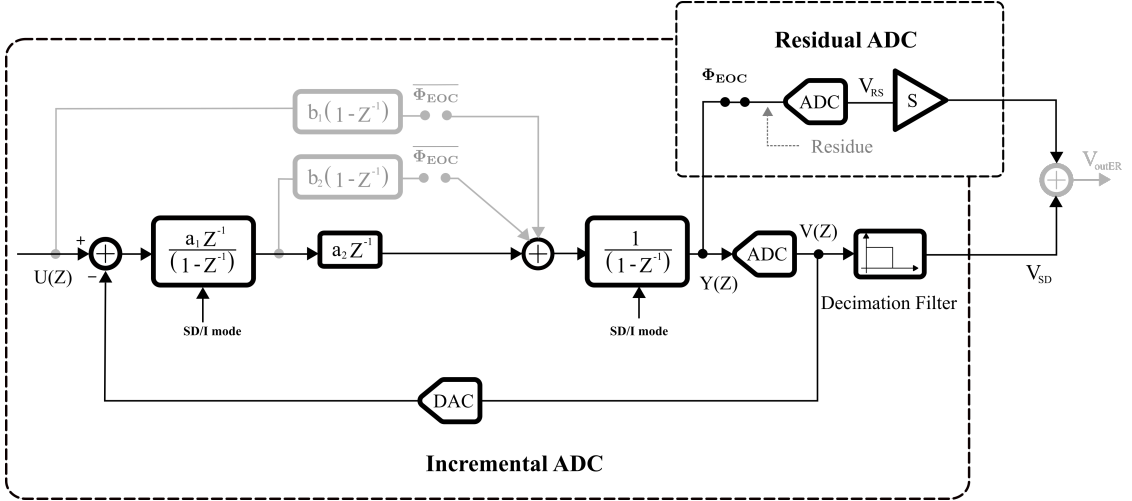 Residual ADC
Φ_EOC
ADC
V_RS
S
Residue
V_outER
b₁(1-Z⁻¹)
Φ̅_EOC
b₂(1-Z⁻¹)
Φ̅_EOC
+
−
U(Z)
a₁Z⁻¹
(1-Z⁻¹)
a₂Z⁻¹
1
(1-Z⁻¹)
Y(Z)
ADC
V(Z)
Decimation Filter
V_SD
SD/I mode
SD/I mode
DAC
Incremental ADC